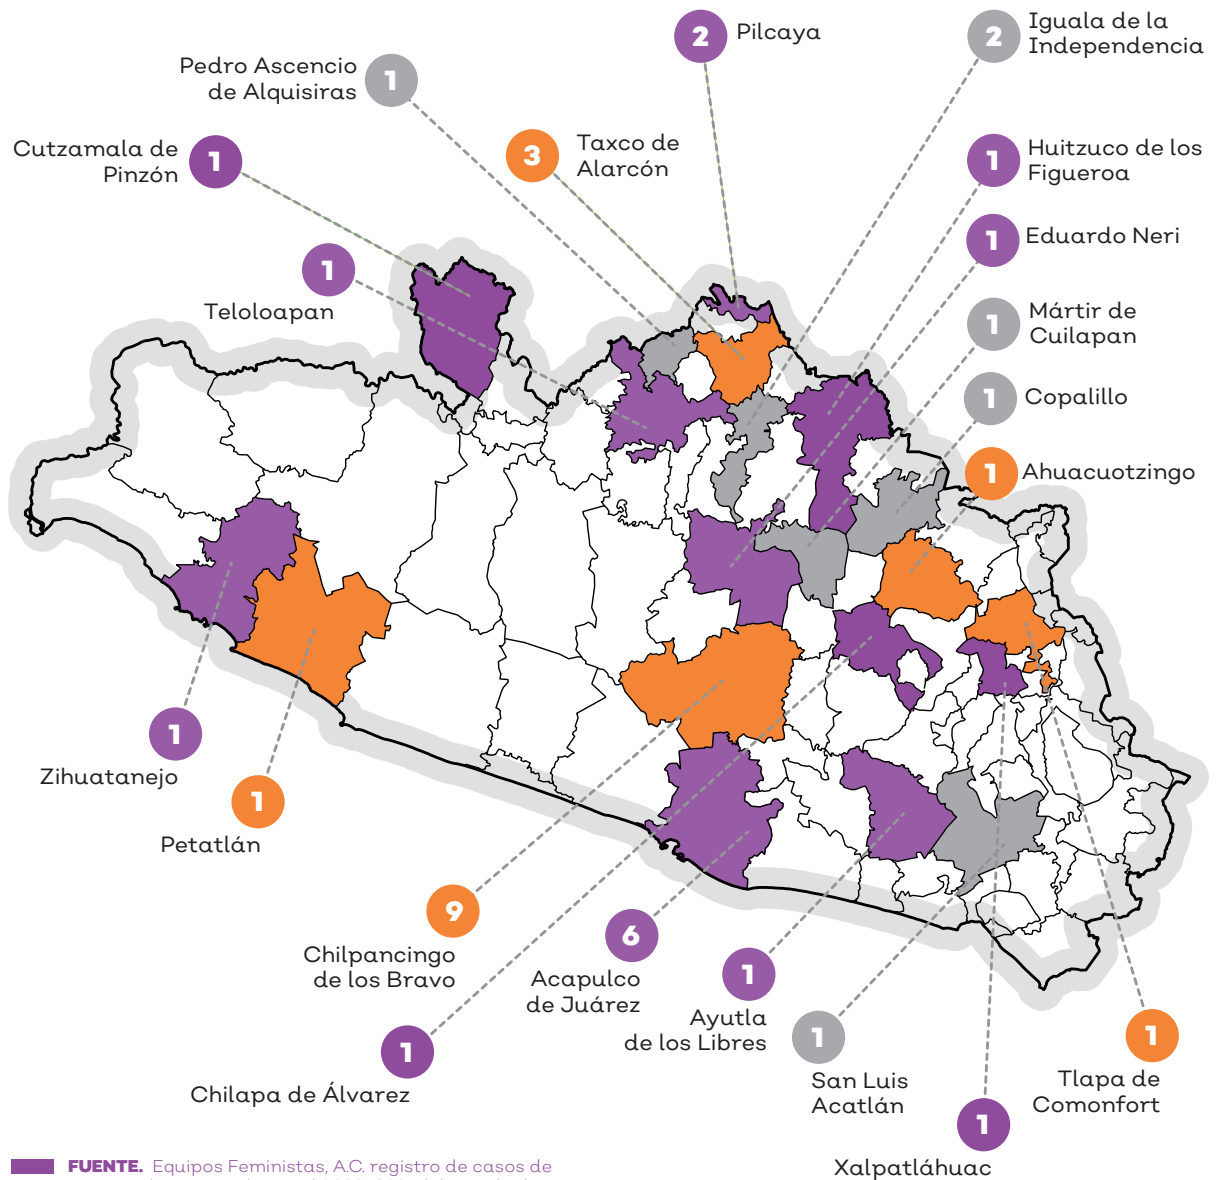 2
Pilcaya
2
Iguala de la
Independencia
Pedro Ascencio
de Alquisiras
1
Cutzamala de
Pinzón
1
3
Taxco de
Alarcón
1
Huitzuco de los
Figueroa
1
Eduardo Neri
1
Teloloapan
1
Mártir de
Cuilapan
1
Copalillo
1
Ahuacuotzingo
1
Zihuatanejo
1
Petatlán
9
Chilpancingo
de los Bravo
6
Acapulco
de Juárez
1
Ayutla
de los Libres
1
Chilapa de Álvarez
1
San Luis
Acatlán
1
Tlapa de
Comonfort
1
Xalpatláhuac
FUENTE. Equipos Feministas, A.C. registro de casos de